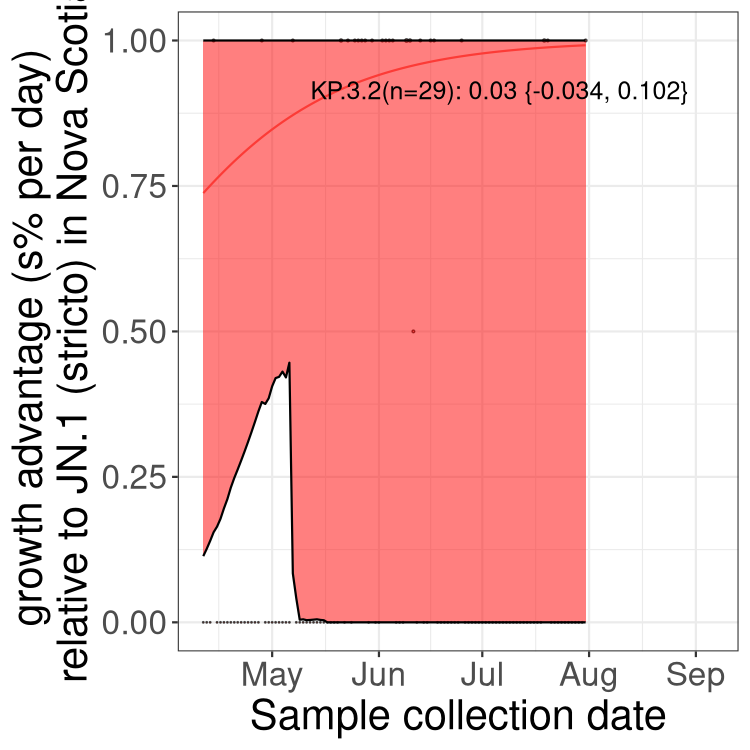 growth advantage (s% per day)
relative to JN.1 (stricto) in Nova Scotia
1.00
0.75
0.50
0.25
0.00
KP.3.2(n=29): 0.03 {-0.034, 0.102}
May Jun Jul Aug Sep
Sample collection date